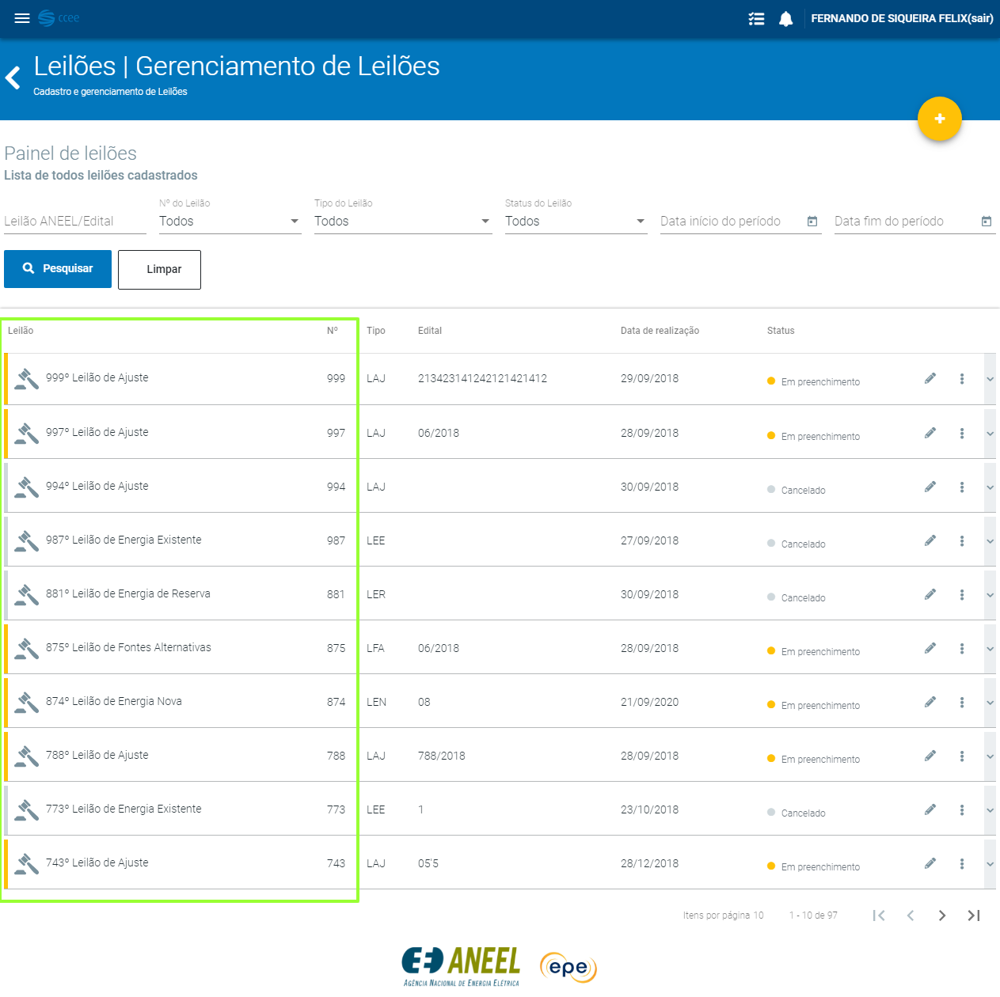 ccee
FERNANDO DE SIQUEIRA FELIX(sair)
Leilões | Gerenciamento de Leilões
Cadastro e gerenciamento de Leilões
Painel de leilões
Lista de todos leilões cadastrados
Nº do Leilão Tipo do Leilão Status do Leilão
Leilão ANEEL/Edital Todos Todos Todos Data início do período Data fim do período
Pesquisar Limpar
Leilão Nº Tipo Edital Data de realização Status
999º Leilão de Ajuste 999 LAJ 213423141242121421412 29/09/2018 Em preenchimento
997º Leilão de Ajuste 997 LAJ 06/2018 28/09/2018 Em preenchimento
994º Leilão de Ajuste 994 LAJ 30/09/2018 Cancelado
987º Leilão de Energia Existente 987 LEE 27/09/2018 Cancelado
881º Leilão de Energia de Reserva 881 LER 30/09/2018 Cancelado
875º Leilão de Fontes Alternativas 875 LFA 06/2018 28/09/2018 Em preenchimento
874º Leilão de Energia Nova 874 LEN 08 21/09/2020 Em preenchimento
788º Leilão de Ajuste 788 LAJ 788/2018 28/09/2018 Em preenchimento
773º Leilão de Energia Existente 773 LEE 1 23/10/2018 Cancelado
743º Leilão de Ajuste 743 LAJ 05'5 28/12/2018 Em preenchimento
Itens por página 10 1 - 10 de 97
ANEEL epe
Agência Nacional de Energia Elétrica